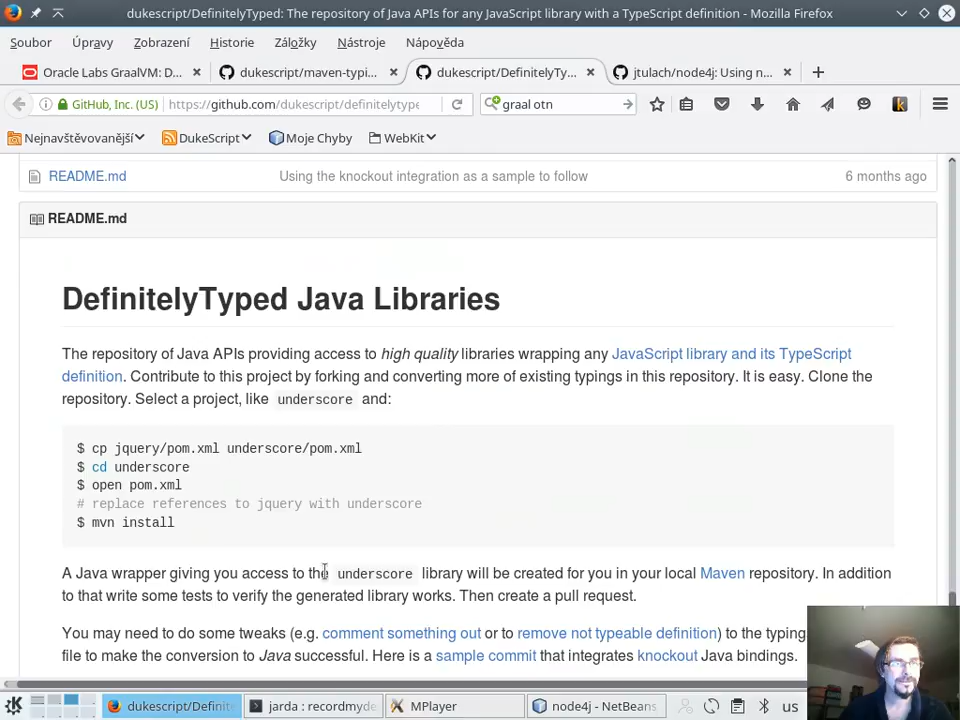 dukescript/DefinitelyTyped: The repository of Java APIs for any JavaScript library with a TypeScript definition - Mozilla Firefox
Soubor Úpravy Zobrazení Historie Záložky Nástroje Nápověda
Oracle Labs GraalVM: D... dukescript/maven-typi... dukescript/DefinitelyTy... jtulach/node4j: Using n...
GitHub, Inc. (US) https://github.com/dukescript/definitelytype graal otn
Nejnavštěvovanější DukeScript Moje Chyby WebKit
README.md Using the knockout integration as a sample to follow 6 months ago
README.md
DefinitelyTyped Java Libraries
The repository of Java APIs providing access to high quality libraries wrapping any JavaScript library and its TypeScript
definition. Contribute to this project by forking and converting more of existing typings in this repository. It is easy. Clone the
repository. Select a project, like underscore and:
$ cp jquery/pom.xml underscore/pom.xml
$ cd underscore
$ open pom.xml
# replace references to jquery with underscore
$ mvn install
A Java wrapper giving you access to the underscore library will be created for you in your local Maven repository. In addition
to that write some tests to verify the generated library works. Then create a pull request.
You may need to do some tweaks (e.g. comment something out or to remove not typeable definition) to the typings
file to make the conversion to Java successful. Here is a sample commit that integrates knockout Java bindings.
dukescript/Definite jarda : recordmyde MPlayer node4j - NetBeans us